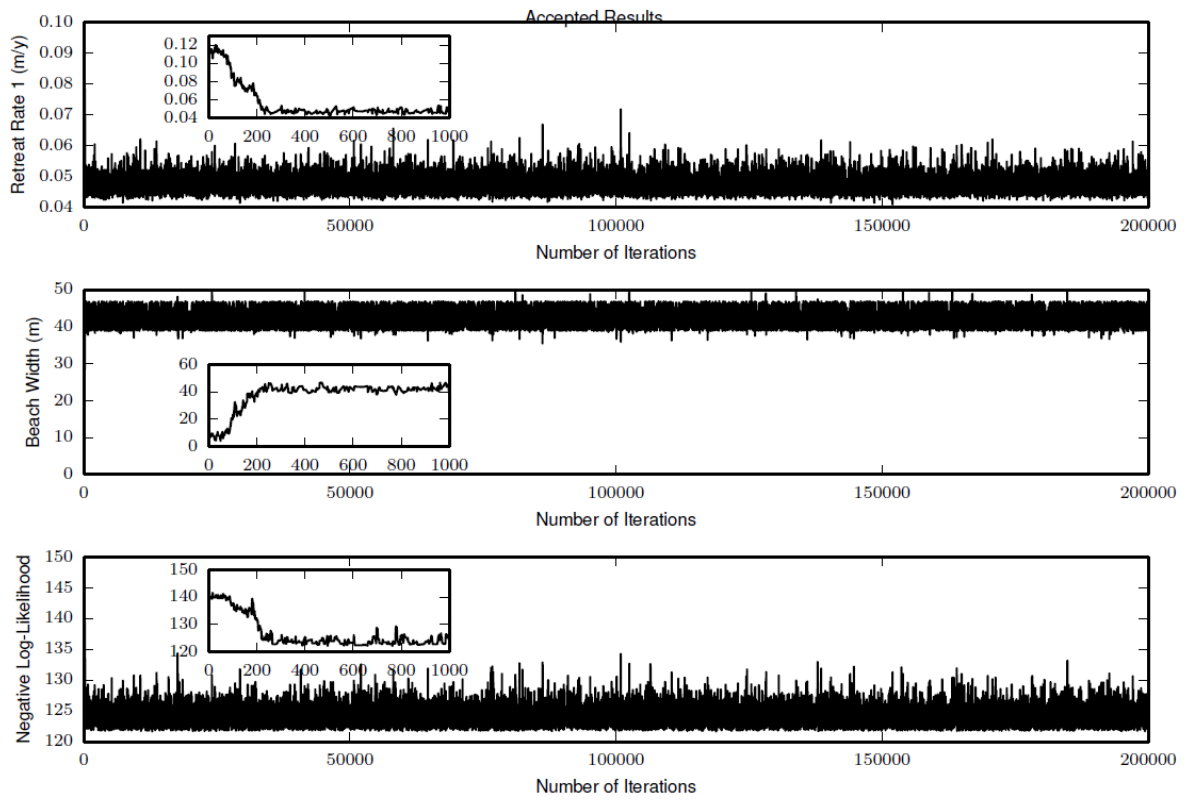 Accepted Results
0.10
0.09
0.08
0.07
0.06
0.05
0.04
Retreat Rate 1 (m/y)
0.12
0.10
0.08
0.06
0.04
0 200 400 600 800 1000
0 50000 100000 150000 200000
Number of Iterations
50
40
30
20
10
0
Beach Width (m)
60
40
20
0
0 200 400 600 800 1000
0 50000 100000 150000 200000
Number of Iterations
150
145
140
135
130
125
120
Negative Log-Likelihood
150
140
130
120
0 200 400 600 800 1000
0 50000 100000 150000 200000
Number of Iterations